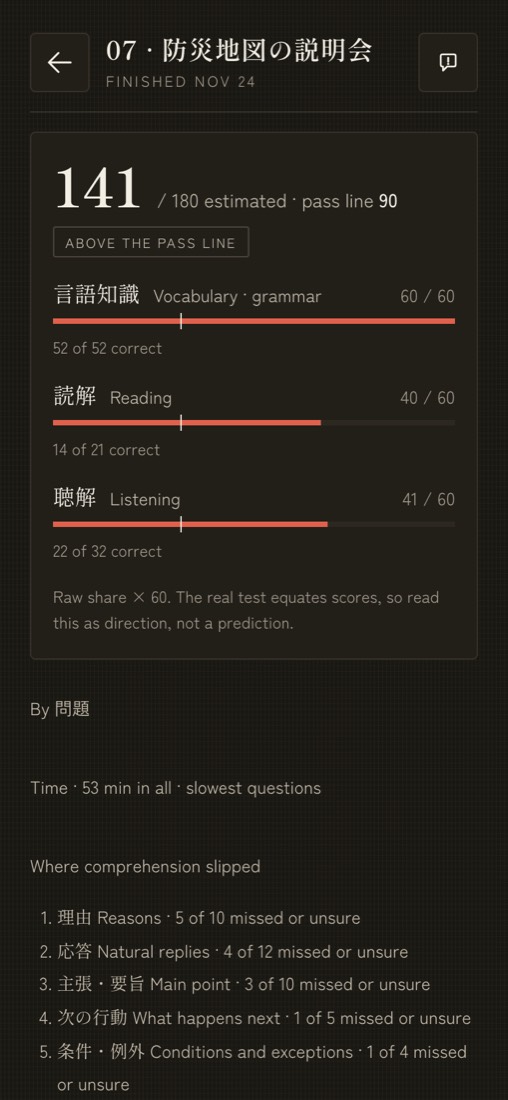 07 · 防災地図の説明会
FINISHED NOV 24
141 / 180 estimated · pass line 90
ABOVE THE PASS LINE
言語知識 Vocabulary · grammar 60 / 60
52 of 52 correct
読解 Reading 40 / 60
14 of 21 correct
聴解 Listening 41 / 60
22 of 32 correct
Raw share × 60. The real test equates scores, so read
this as direction, not a prediction.
By 問題
Time · 53 min in all · slowest questions
Where comprehension slipped
1. 理由 Reasons · 5 of 10 missed or unsure
2. 応答 Natural replies · 4 of 12 missed or unsure
3. 主張・要旨 Main point · 3 of 10 missed or unsure
4. 次の行動 What happens next · 1 of 5 missed or unsure
5. 条件・例外 Conditions and exceptions · 1 of 4 missed
or unsure